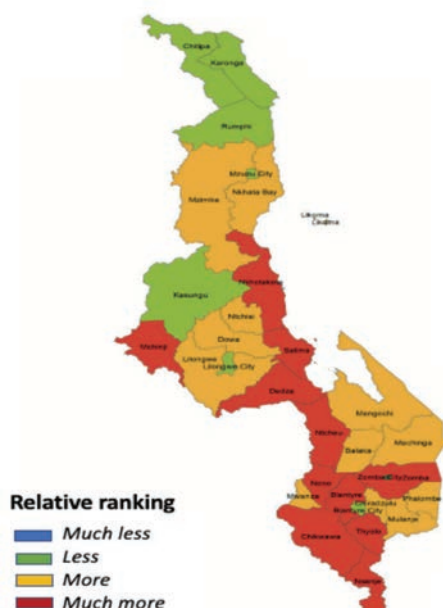 Chitipa
Karonga
Rumphi
Mzuzu City
Mzimba
Nkhata Bay
Likoma
Likoma
Nkhotakota
Kasungu
Ntchisi
Dowa
Mchinji
Lilongwe
Lilongwe City
Salima
Dedza
Mangochi
Ntcheu
Machinga
Balaka
Zomba City
Zomba
Neno
Mwanza
Blantyre
Chiradzulu
Phalombe
Blantyre City
Mulanje
Thyolo
Chikwawa
Nsanje
Relative ranking
Much less
Less
More
Much more